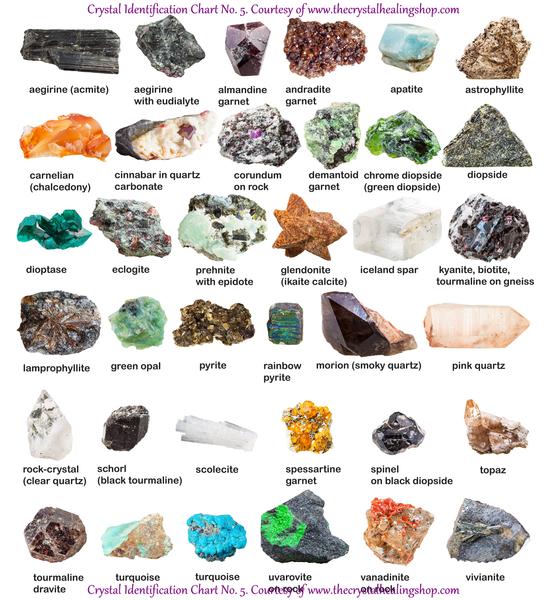 Crystal Identification Chart No. 5. Courtesy of www.thecrystalhealingshop.com
aegirine (acmite)
aegirine
with eudialyte
almandine
garnet
andradite
garnet
apatite
astrophyllite
carnelian
(chalcedony)
cinnabar in quartz
carbonate
corundum
on rock
demantoid
garnet
chrome diopside
(green diopside)
diopside
dioptase
eclogite
prehnite
with epidote
glendonite
(ikaite calcite)
iceland spar
kyanite, biotite,
tourmaline on gneiss
lamprophyllite
green opal
pyrite
rainbow
pyrite
morion (smoky quartz)
pink quartz
rock-crystal
(clear quartz)
schorl
(black tourmaline)
scolecite
spessartine
garnet
spinel
on black diopside
topaz
tourmaline
dravite
turquoise
turquoise
uvarovite
on rock
vanadinite
on rock
vivianite
Crystal Identification Chart No. 5. Courtesy of www.thecrystalhealingshop.com